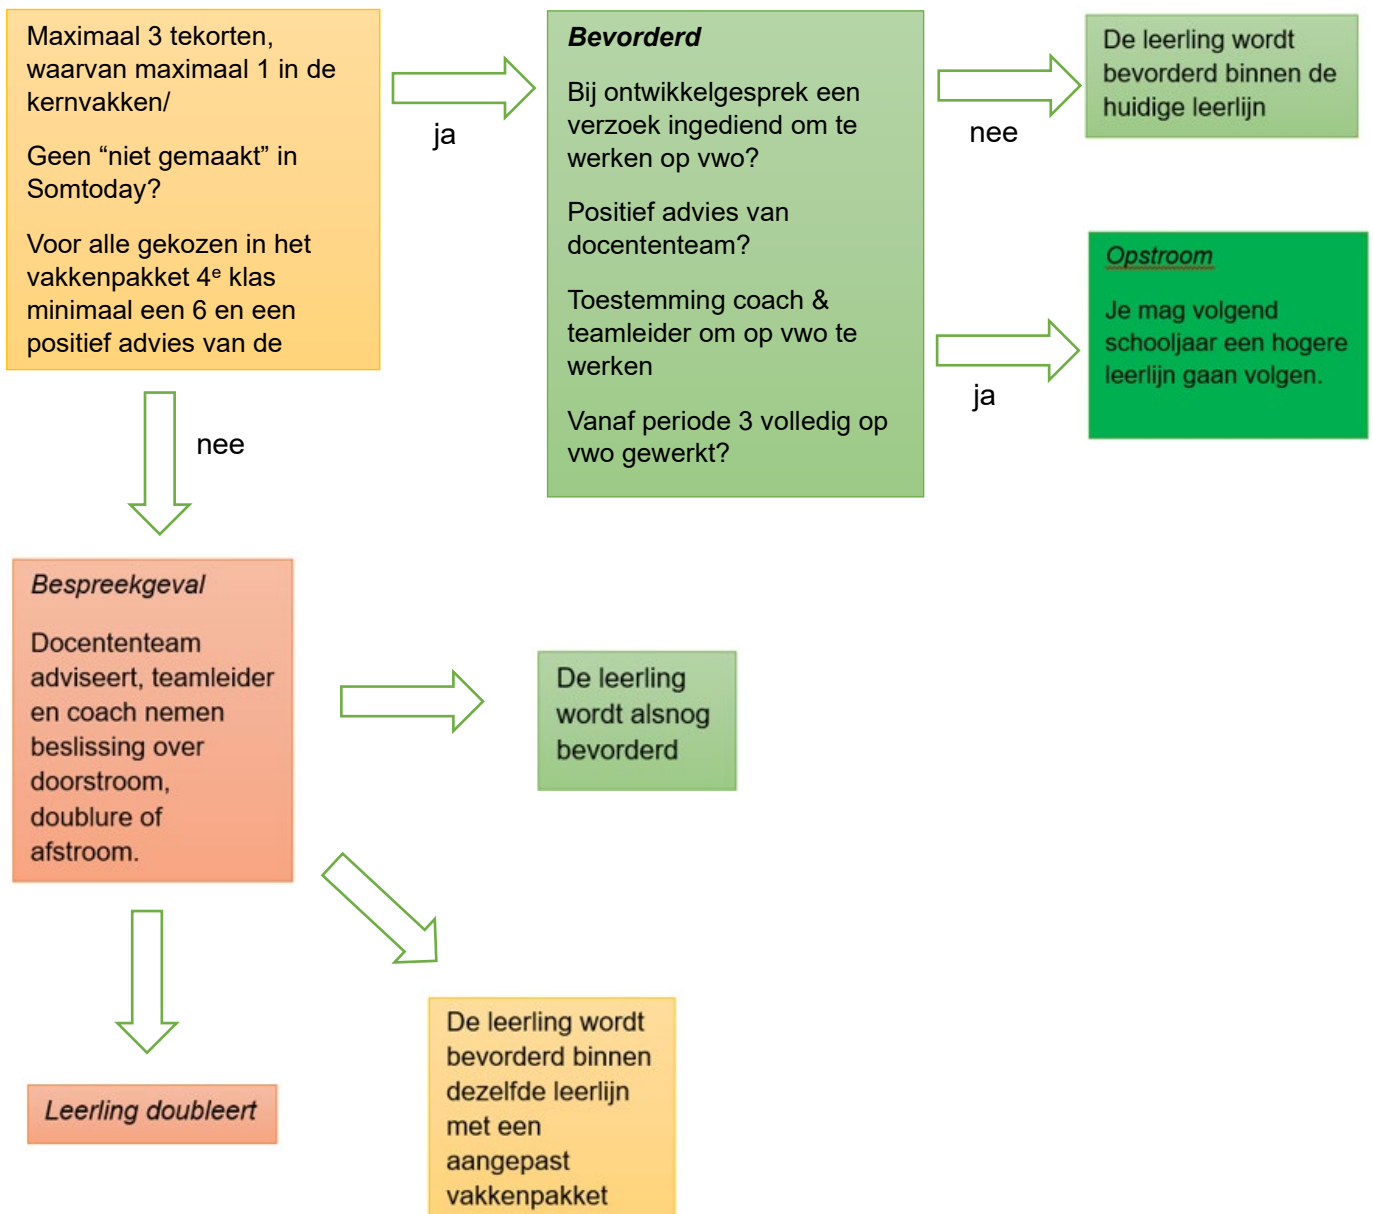 Maximaal 3 tekorten,
waarvan maximaal 1 in de
kernvakken/
Geen “niet gemaakt” in
Somtoday?
Voor alle gekozen in het
vakkenpakket 4e klas
minimaal een 6 en een
positief advies van de
ja
Bevorderd
Bij ontwikkelgesprek een
verzoek ingediend om te
werken op vwo?
Positief advies van
docententeam?
Toestemming coach &
teamleider om op vwo te
werken
Vanaf periode 3 volledig op
vwo gewerkt?
nee
De leerling wordt
bevorderd binnen de
huidige leerlijn
ja
Opstroom
Je mag volgend
schooljaar een hogere
leerlijn gaan volgen.
nee
Bespreekgeval
Docententeam
adviseert, teamleider
en coach nemen
beslissing over
doorstroom,
doublure of
afstroom.
De leerling
wordt alsnog
bevorderd
De leerling wordt
bevorderd binnen
dezelfde leerlijn
met een
aangepast
vakkenpakket
Leerling doubleert